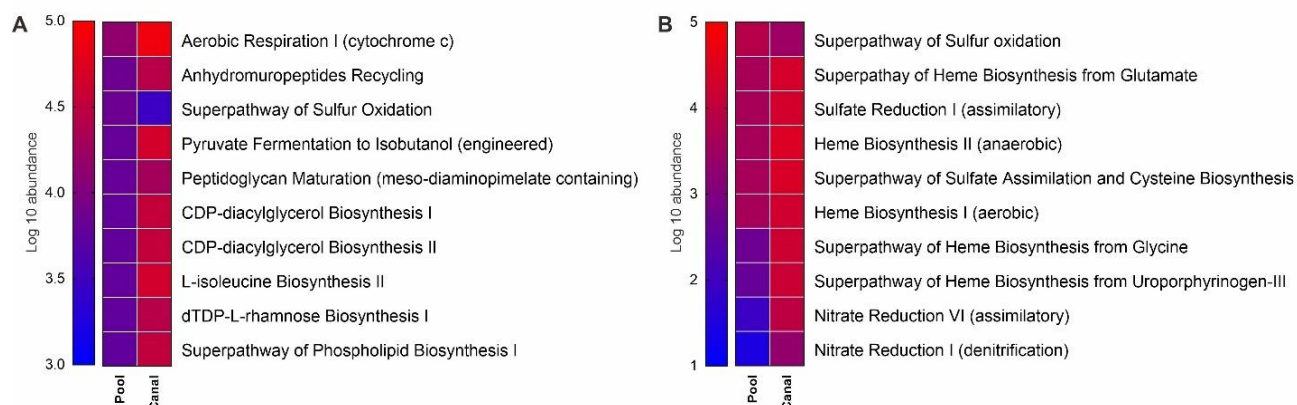 A
Log 10 abundance
5.0
4.5
4.0
3.5
3.0
Aerobic Respiration I (cytochrome c)
Anhydromuropeptides Recycling
Superpathway of Sulfur Oxidation
Pyruvate Fermentation to Isobutanol (engineered)
Peptidoglycan Maturation (meso-diaminopimelate containing)
CDP-diacylglycerol Biosynthesis I
CDP-diacylglycerol Biosynthesis II
L-isoleucine Biosynthesis II
dTDP-L-rhamnose Biosynthesis I
Superpathway of Phospholipid Biosynthesis I
Pool
Canal
B
Log 10 abundance
5
4
3
2
1
Superpathway of Sulfur oxidation
Superpathay of Heme Biosynthesis from Glutamate
Sulfate Reduction I (assimilatory)
Heme Biosynthesis II (anaerobic)
Superpathway of Sulfate Assimilation and Cysteine Biosynthesis
Heme Biosynthesis I (aerobic)
Superpathway of Heme Biosynthesis from Glycine
Superpathway of Heme Biosynthesis from Uroporphyrinogen-III
Nitrate Reduction VI (assimilatory)
Nitrate Reduction I (denitrification)
Pool
Canal